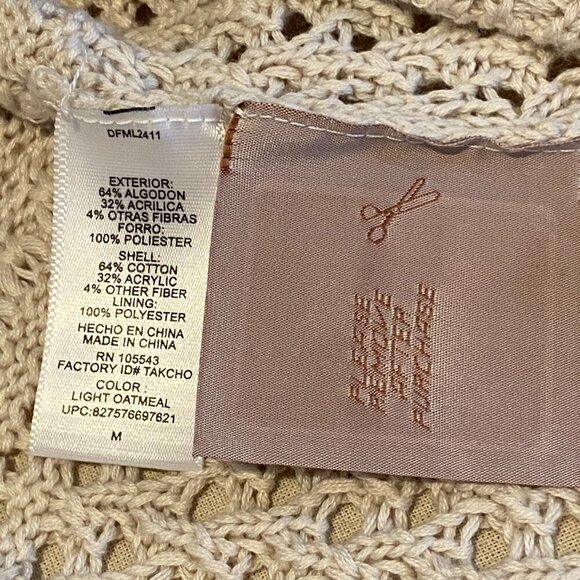 DFML2411
EXTERIOR:
64% ALGODON
32% ACRILICA
4% OTRAS FIBRAS
FORRO:
100% POLIESTER
SHELL:
64% COTTON
32% ACRYLIC
4% OTHER FIBER
LINING:
100% POLYESTER
HECHO EN CHINA
MADE IN CHINA
RN 105543
FACTORY ID# TAKCHO
COLOR :
LIGHT OATMEAL
UPC:827576697621
M
PLEASE
REMOVE
AFTER
PURCHASE